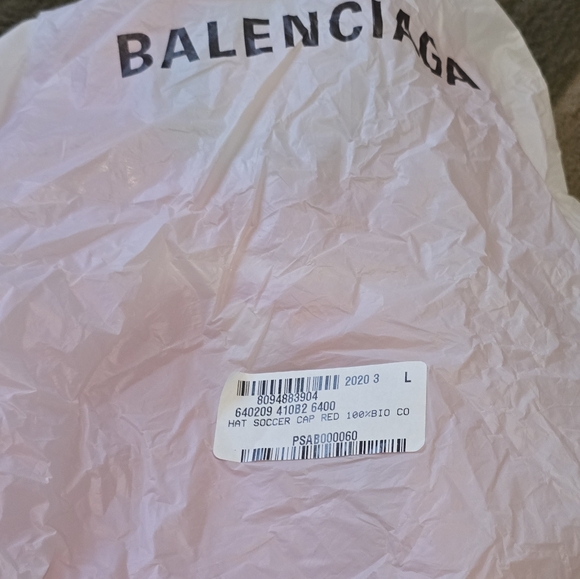 BALENCIAGA
2020 3 L
8094883904
640209 410B2 6400
HAT SOCCER CAP RED 100%BIO CO
PSAB000060